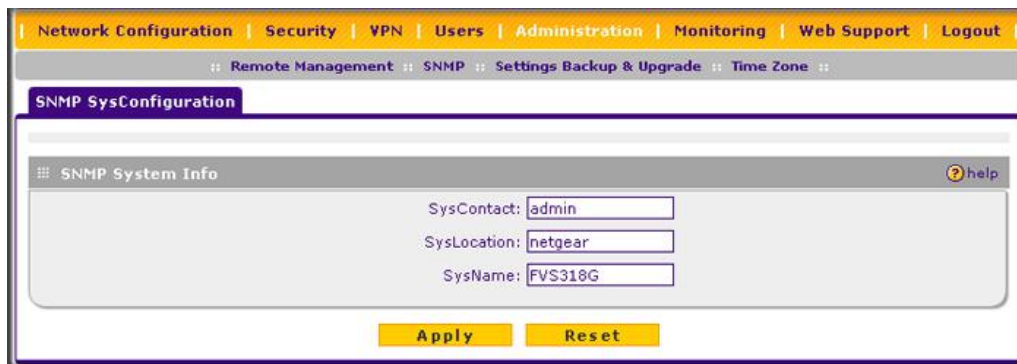 | Network Configuration | Security | VPN | Users | Administration | Monitoring | Web Support | Logout
:: Remote Management :: SNMP :: Settings Backup & Upgrade :: Time Zone ::
SNMP SysConfiguration
SNMP System Info
? help
SysContact: admin
SysLocation: netgear
SysName: FVS318G
Apply Reset